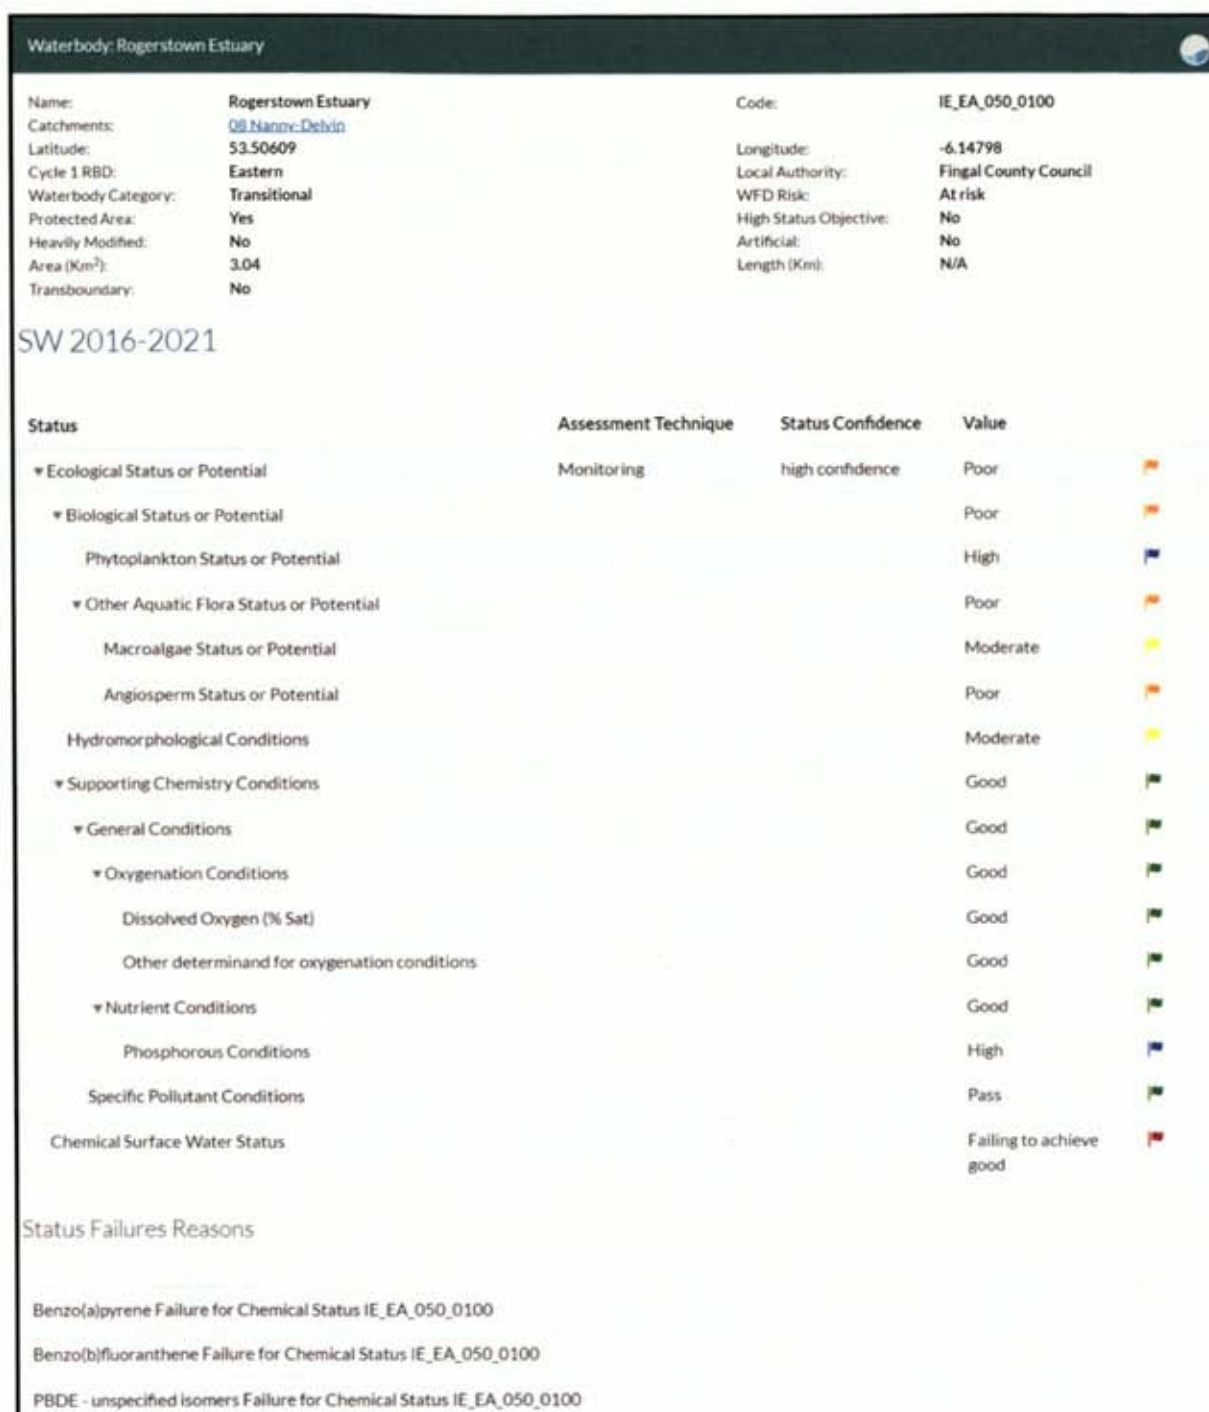 Waterbody: Rogerstown Estuary
Name: Rogerstown Estuary Code: IE_EA_050_0100
Catchments: 08 Nanny-Delvin
Latitude: 53.50609 Longitude: -6.14798
Cycle 1 RBD: Eastern Local Authority: Fingal County Council
Waterbody Category: Transitional WFD Risk: At risk
Protected Area: Yes High Status Objective: No
Heavily Modified: No Artificial: No
Area (Km²): 3.04 Length (Km): N/A
Transboundary: No
SW 2016-2021
Status Assessment Technique Status Confidence Value
▾ Ecological Status or Potential Monitoring high confidence Poor
▾ Biological Status or Potential Poor
Phytoplankton Status or Potential High
▾ Other Aquatic Flora Status or Potential Poor
Macroalgae Status or Potential Moderate
Angiosperm Status or Potential Poor
Hydromorphological Conditions Moderate
▾ Supporting Chemistry Conditions Good
▾ General Conditions Good
▾ Oxygenation Conditions Good
Dissolved Oxygen (% Sat) Good
Other determinand for oxygenation conditions Good
▾ Nutrient Conditions Good
Phosphorous Conditions High
Specific Pollutant Conditions Pass
Chemical Surface Water Status Failing to achieve
good
Status Failures Reasons
Benzo(a)pyrene Failure for Chemical Status IE_EA_050_0100
Benzo(b)fluoranthene Failure for Chemical Status IE_EA_050_0100
PBDE - unspecified isomers Failure for Chemical Status IE_EA_050_0100